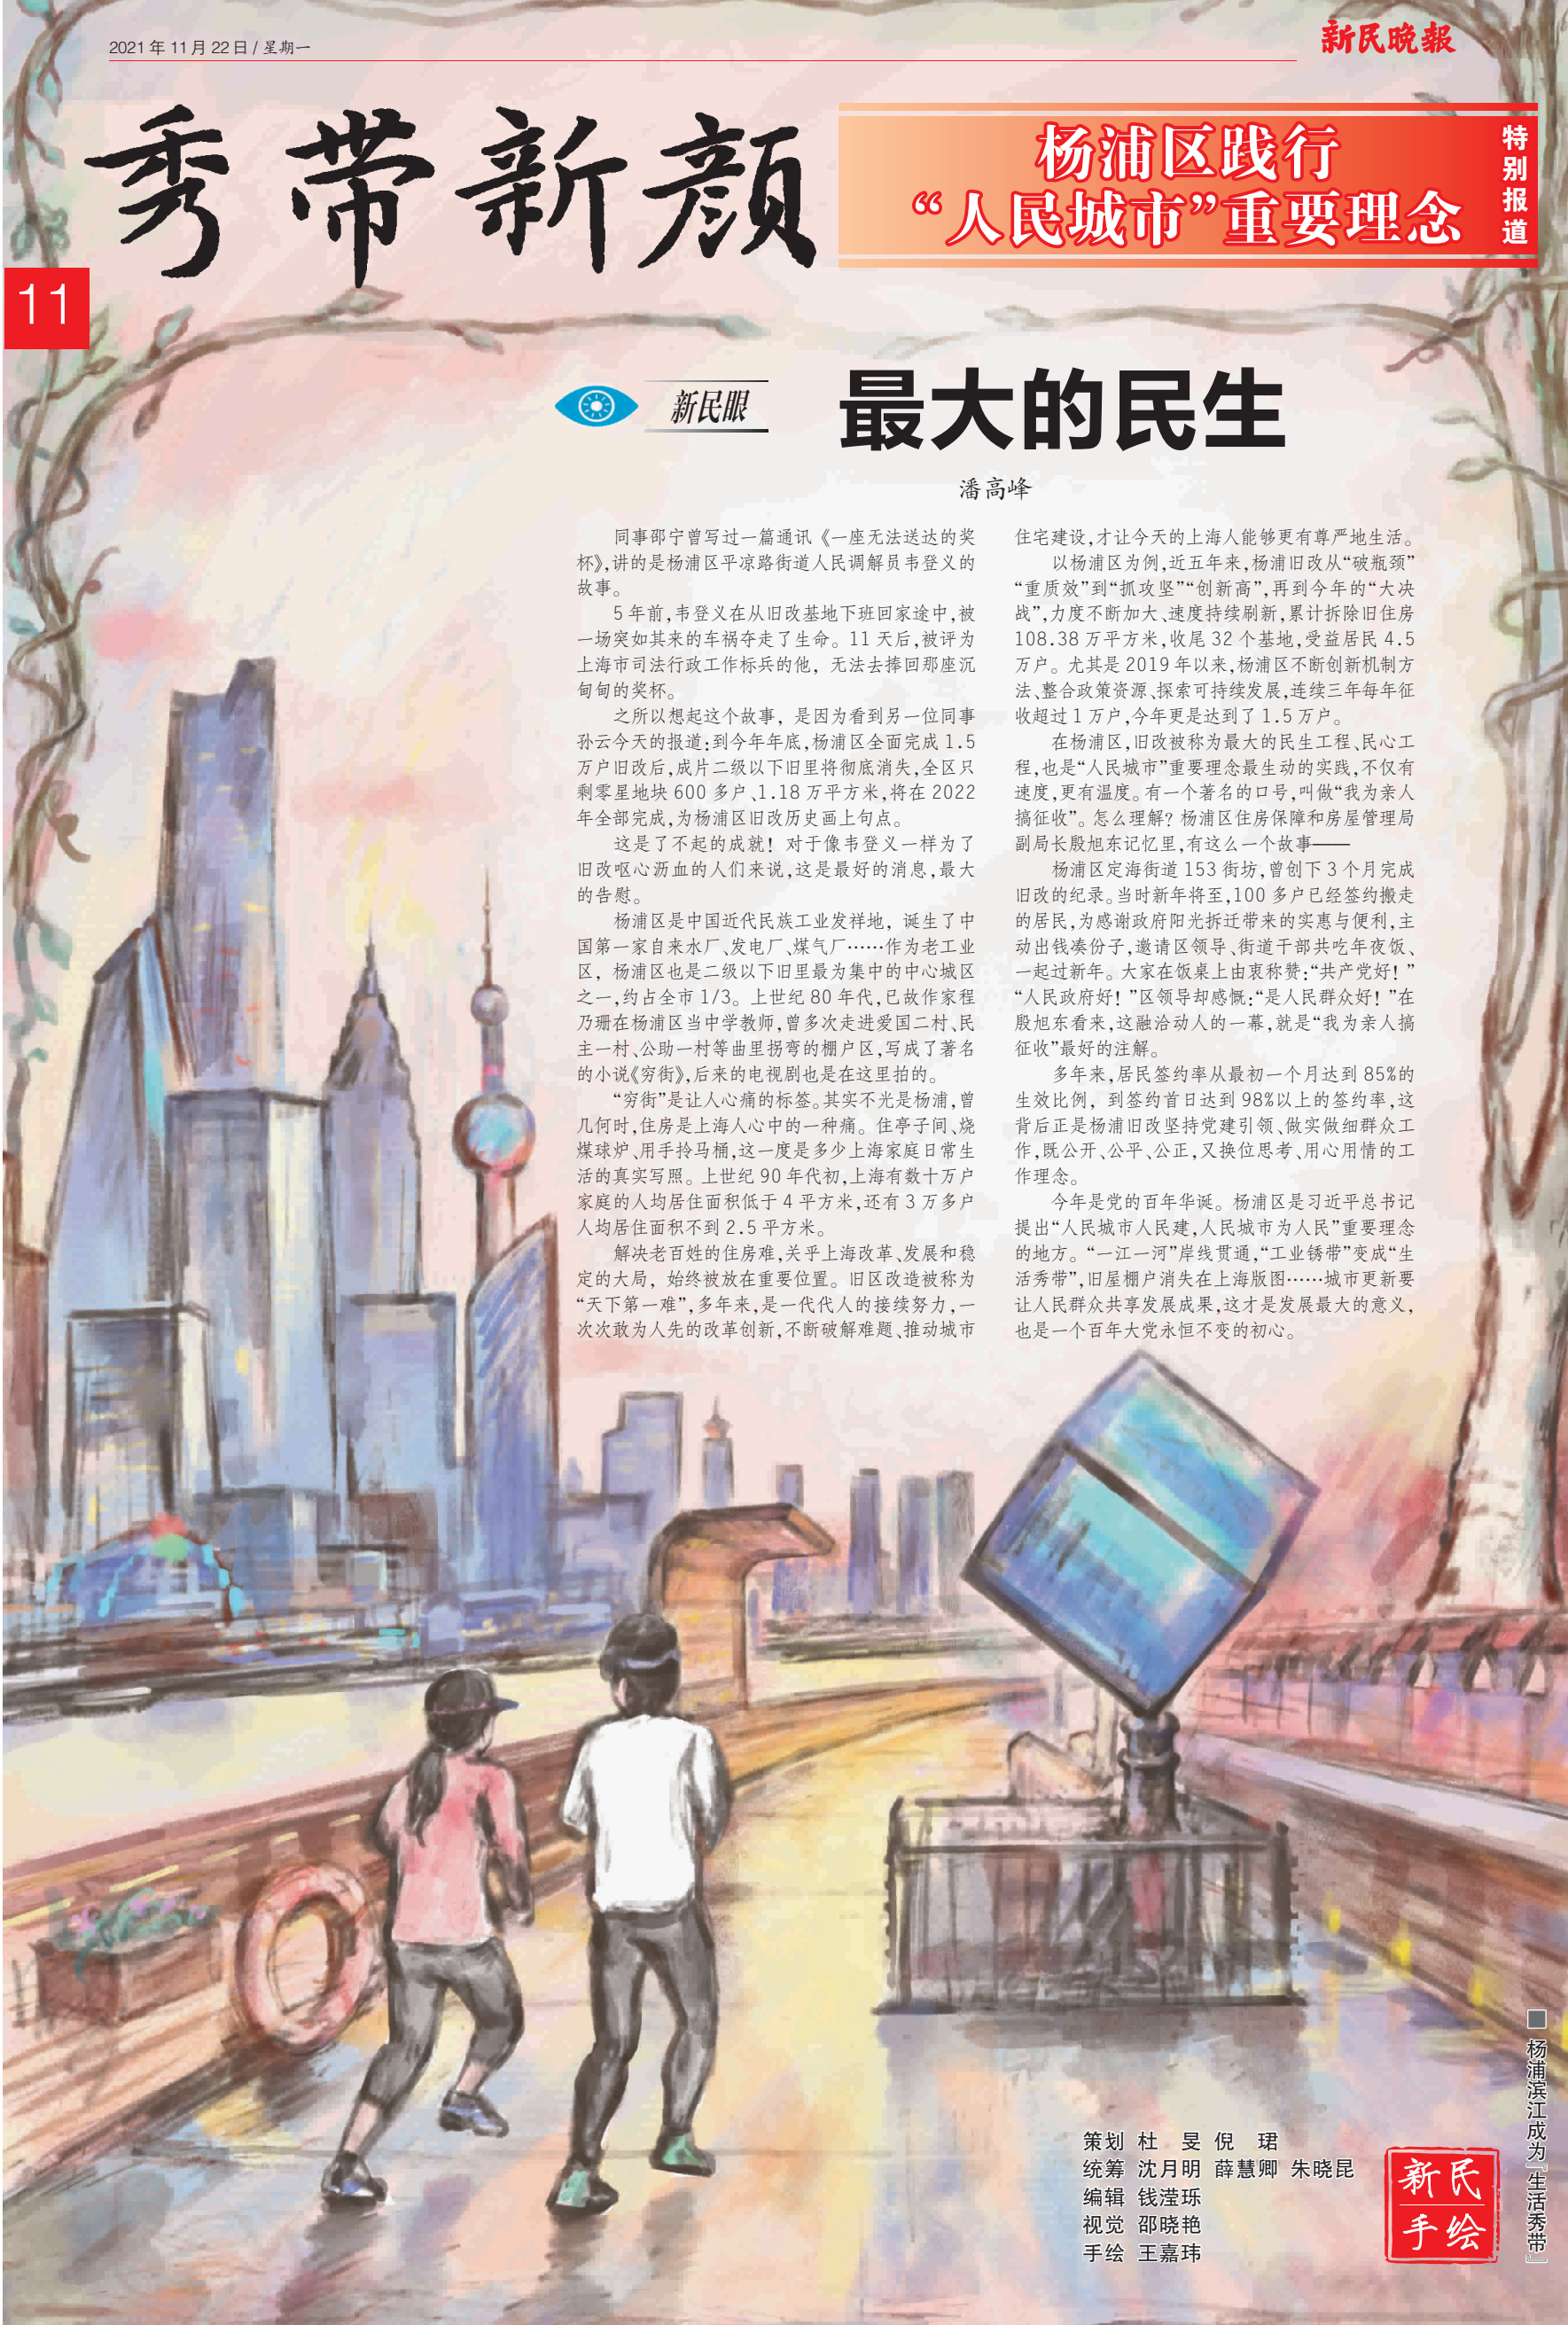 2021年11月22日/星期一
新民晚报
秀带新颜
杨浦区践行
“人民城市”重要理念
特别报道
11
新民眼
最大的民生
潘高峰
同事邵宁曾写过一篇通讯《一座无法送达的奖
杯》,讲的是杨浦区平凉路街道人民调解员韦登义的
故事。
5年前,韦登义在从旧改基地下班回家途中,被
一场突如其来的车祸夺走了生命。11天后,被评为
上海市司法行政工作标兵的他，无法去捧回那座沉
甸甸的奖杯。
之所以想起这个故事，是因为看到另一位同事
孙云今天的报道:到今年年底,杨浦区全面完成1.5
万户旧改后,成片二级以下旧里将彻底消失,全区只
剩零星地块600多户、1.18万平方米,将在2022
年全部完成,为杨浦区旧改历史画上句点。
这是了不起的成就！对于像韦登义一样为了
旧改呕心沥血的人们来说,这是最好的消息,最大
的告慰。
杨浦区是中国近代民族工业发祥地，诞生了中
国第一家自来水厂、发电厂、煤气厂……作为老工业
区，杨浦区也是二级以下旧里最为集中的中心城区
之一,约占全市1/3。上世纪80年代,已故作家程
乃珊在杨浦区当中学教师,曾多次走进爱国二村、民
主一村、公助一村等曲里拐弯的棚户区,写成了著名
的小说《穷街》,后来的电视剧也是在这里拍的。
“穷街”是让人心痛的标签。其实不光是杨浦,曾
几何时,住房是上海人心中的一种痛。住亭子间、烧
煤球炉、用手拎马桶,这一度是多少上海家庭日常生
活的真实写照。上世纪90年代初,上海有数十万户
家庭的人均居住面积低于4平方米,还有3万多户
人均居住面积不到2.5平方米。
解决老百姓的住房难,关乎上海改革、发展和稳
定的大局，始终被放在重要位置。旧区改造被称为
“天下第一难”,多年来,是一代代人的接续努力,一
次次敢为人先的改革创新,不断破解难题、推动城市
住宅建设,才让今天的上海人能够更有尊严地生活。
以杨浦区为例,近五年来,杨浦旧改从“破瓶颈”
“重质效”到“抓攻坚”“创新高”,再到今年的“大决
战”,力度不断加大、速度持续刷新,累计拆除旧住房
108.38万平方米,收尾32个基地,受益居民4.5
万户。尤其是2019年以来,杨浦区不断创新机制方
法、整合政策资源、探索可持续发展,连续三年每年征
收超过1万户,今年更是达到了1.5万户。
在杨浦区,旧改被称为最大的民生工程、民心工
程,也是“人民城市”重要理念最生动的实践,不仅有
速度,更有温度。有一个著名的口号,叫做“我为亲人
搞征收”。怎么理解？杨浦区住房保障和房屋管理局
副局长殷旭东记忆里,有这么一个故事——
杨浦区定海街道153街坊,曾创下3个月完成
旧改的纪录。当时新年将至,100多户已经签约搬走
的居民,为感谢政府阳光拆迁带来的实惠与便利,主
动出钱凑份子,邀请区领导、街道干部共吃年夜饭、
一起过新年。大家在饭桌上由衷称赞:“共产党好！”
“人民政府好！”区领导却感慨:“是人民群众好！”在
殷旭东看来,这融洽动人的一幕,就是“我为亲人搞
征收”最好的注解。
多年来,居民签约率从最初一个月达到85%的
生效比例，到签约首日达到98%以上的签约率,这
背后正是杨浦旧改坚持党建引领、做实做细群众工
作,既公开、公平、公正,又换位思考、用心用情的工
作理念。
今年是党的百年华诞。杨浦区是习近平总书记
提出“人民城市人民建,人民城市为人民”重要理念
的地方。“一江一河”岸线贯通,“工业锈带”变成“生
活秀带”,旧屋棚户消失在上海版图……城市更新要
让人民群众共享发展成果,这才是发展最大的意义,
也是一个百年大党永恒不变的初心。
策划 杜 旻 倪 珺
统筹 沈月明 薛慧卿 朱晓昆
编辑 钱滢琭
视觉 邵晓艳
手绘 王嘉玮
新民
手绘
■ 杨浦滨江成为『生活秀带』